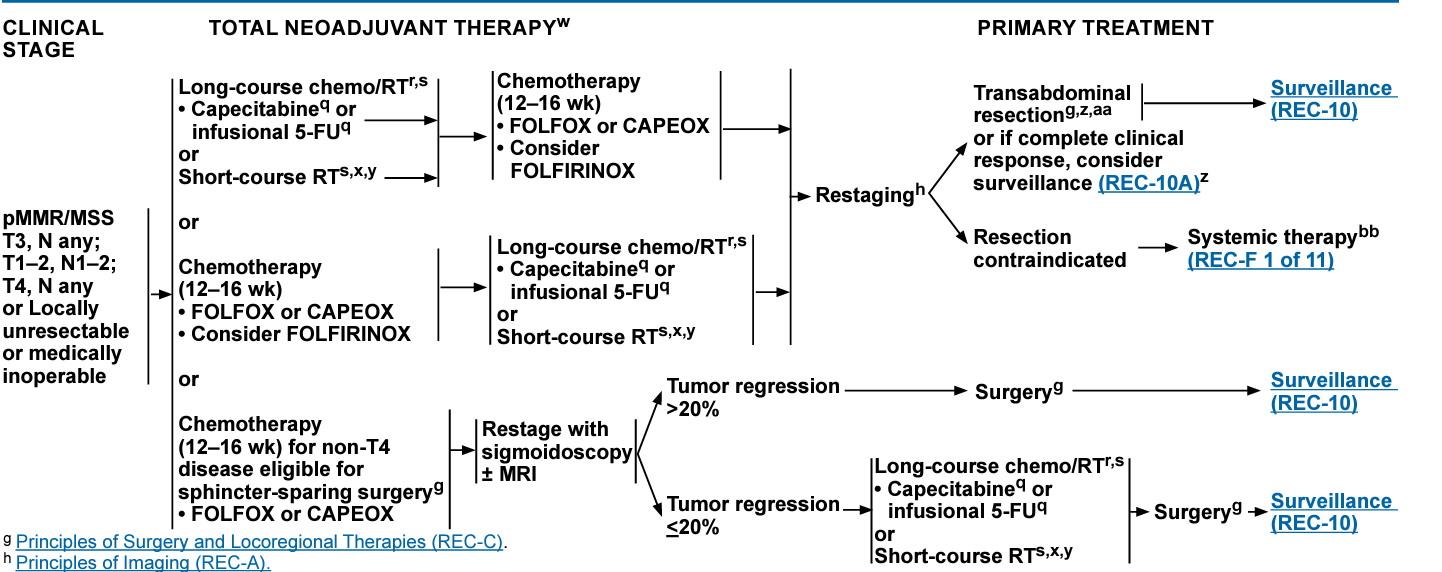 CLINICAL
STAGE
TOTAL NEOADJUVANT THERAPYʷ
PRIMARY TREATMENT
pMMR/MSS
T3, N any;
T1–2, N1–2;
T4, N any
or Locally
unresectable
or medically
inoperable
Long-course chemo/RTʳ,ˢ
• Capecitabine^q or
infusional 5-FU^q
or
Short-course RTˢ,ˣ,ʸ
Chemotherapy
(12–16 wk)
• FOLFOX or CAPEOX
• Consider
FOLFIRINOX
or
Chemotherapy
(12–16 wk)
• FOLFOX or CAPEOX
• Consider FOLFIRINOX
Long-course chemo/RTʳ,ˢ
• Capecitabine^q or
infusional 5-FU^q
or
Short-course RTˢ,ˣ,ʸ
Restagingʰ
Transabdominal
resection^g,z,aa
or if complete clinical
response, consider
surveillance (REC-10A)ᶻ
Surveillance
(REC-10)
Resection
contraindicated
Systemic therapyᵇᵇ
(REC-F 1 of 11)
or
Chemotherapy
(12–16 wk) for non-T4
disease eligible for
sphincter-sparing surgeryᵍ
• FOLFOX or CAPEOX
Restage with
sigmoidoscopy
± MRI
Tumor regression
>20%
Surgeryᵍ
Surveillance
(REC-10)
Tumor regression
≤20%
Long-course chemo/RTʳ,ˢ
• Capecitabine^q or
infusional 5-FU^q
or
Short-course RTˢ,ˣ,ʸ
Surgeryᵍ
Surveillance
(REC-10)
ᵍ Principles of Surgery and Locoregional Therapies (REC-C).
ʰ Principles of Imaging (REC-A).